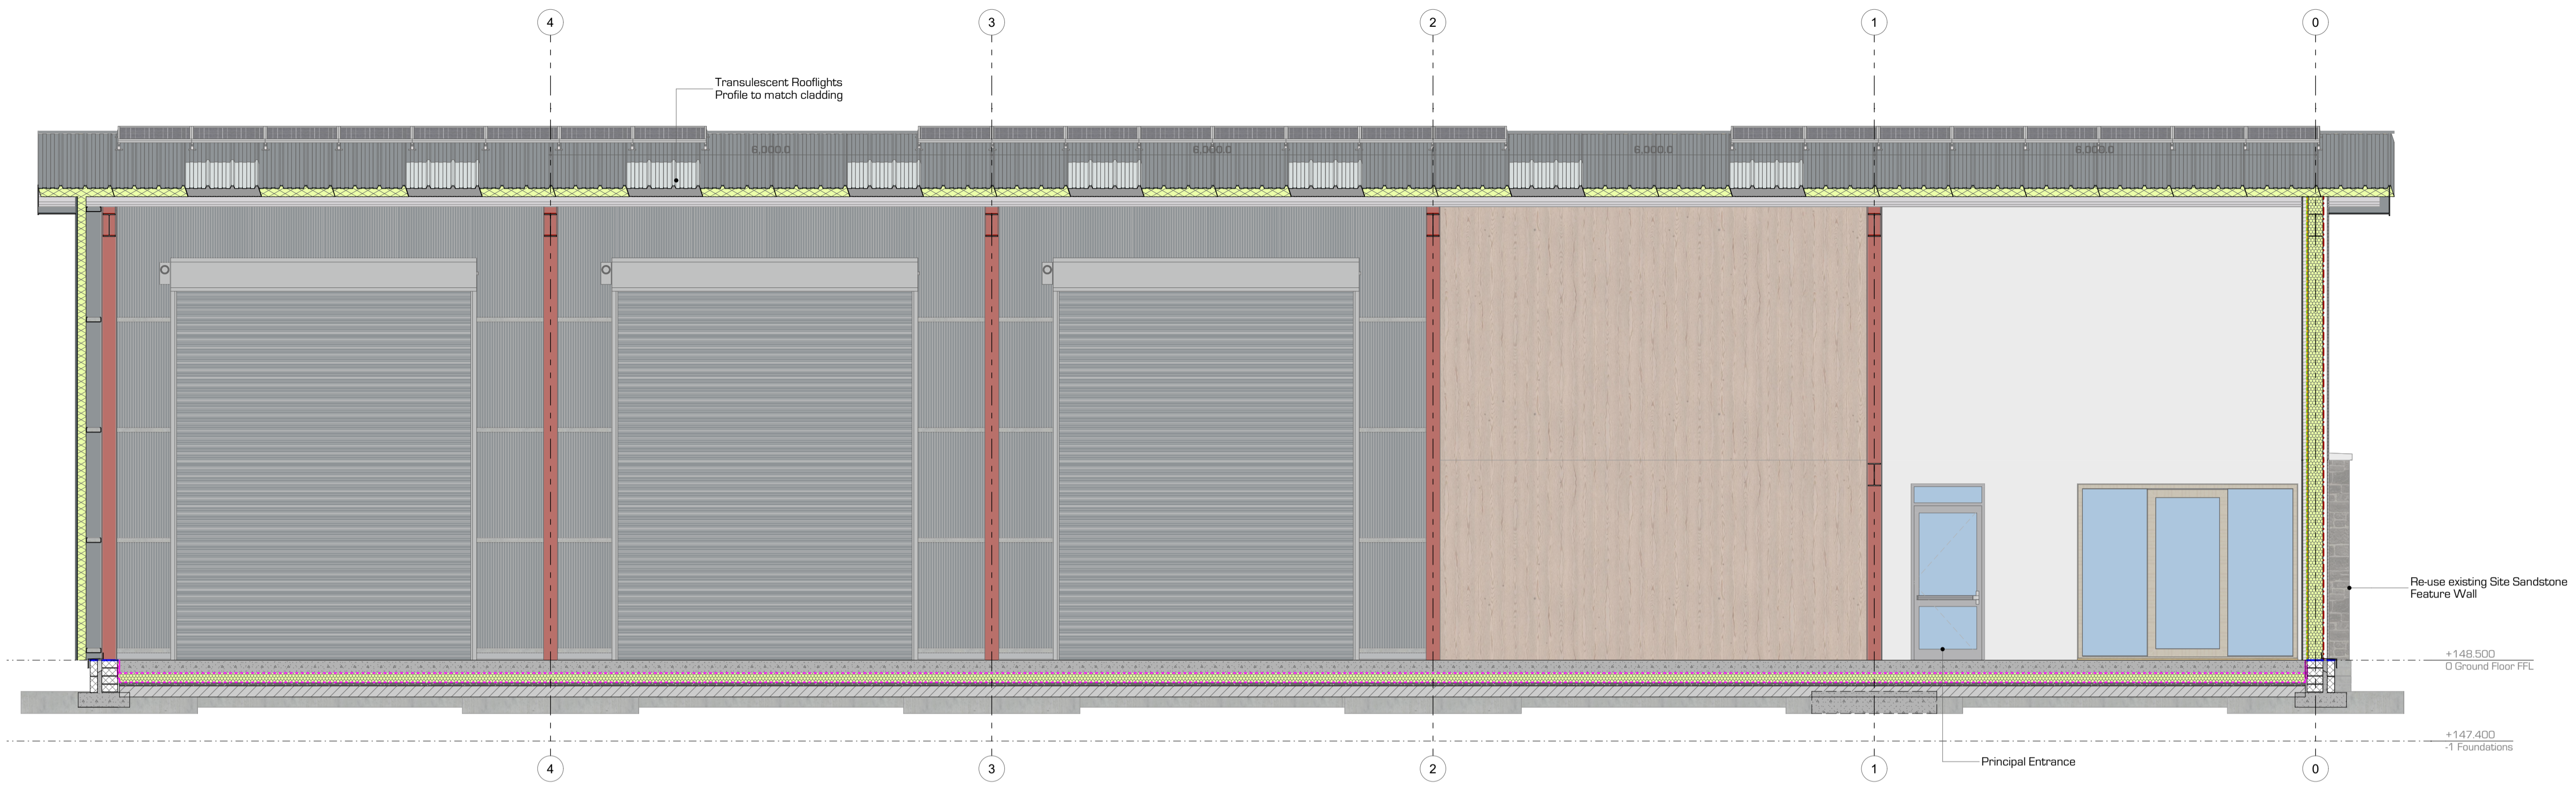 4
3
2
1
0
Transulescent Rooflights
Profile to match cladding
6,000.0
6,000.0
6,000.0
6,000.0
Re-use existing Site Sandstone
Feature Wall
+148.500
0 Ground Floor FFL
+147.400
-1 Foundations
Principal Entrance
4
3
2
1
0